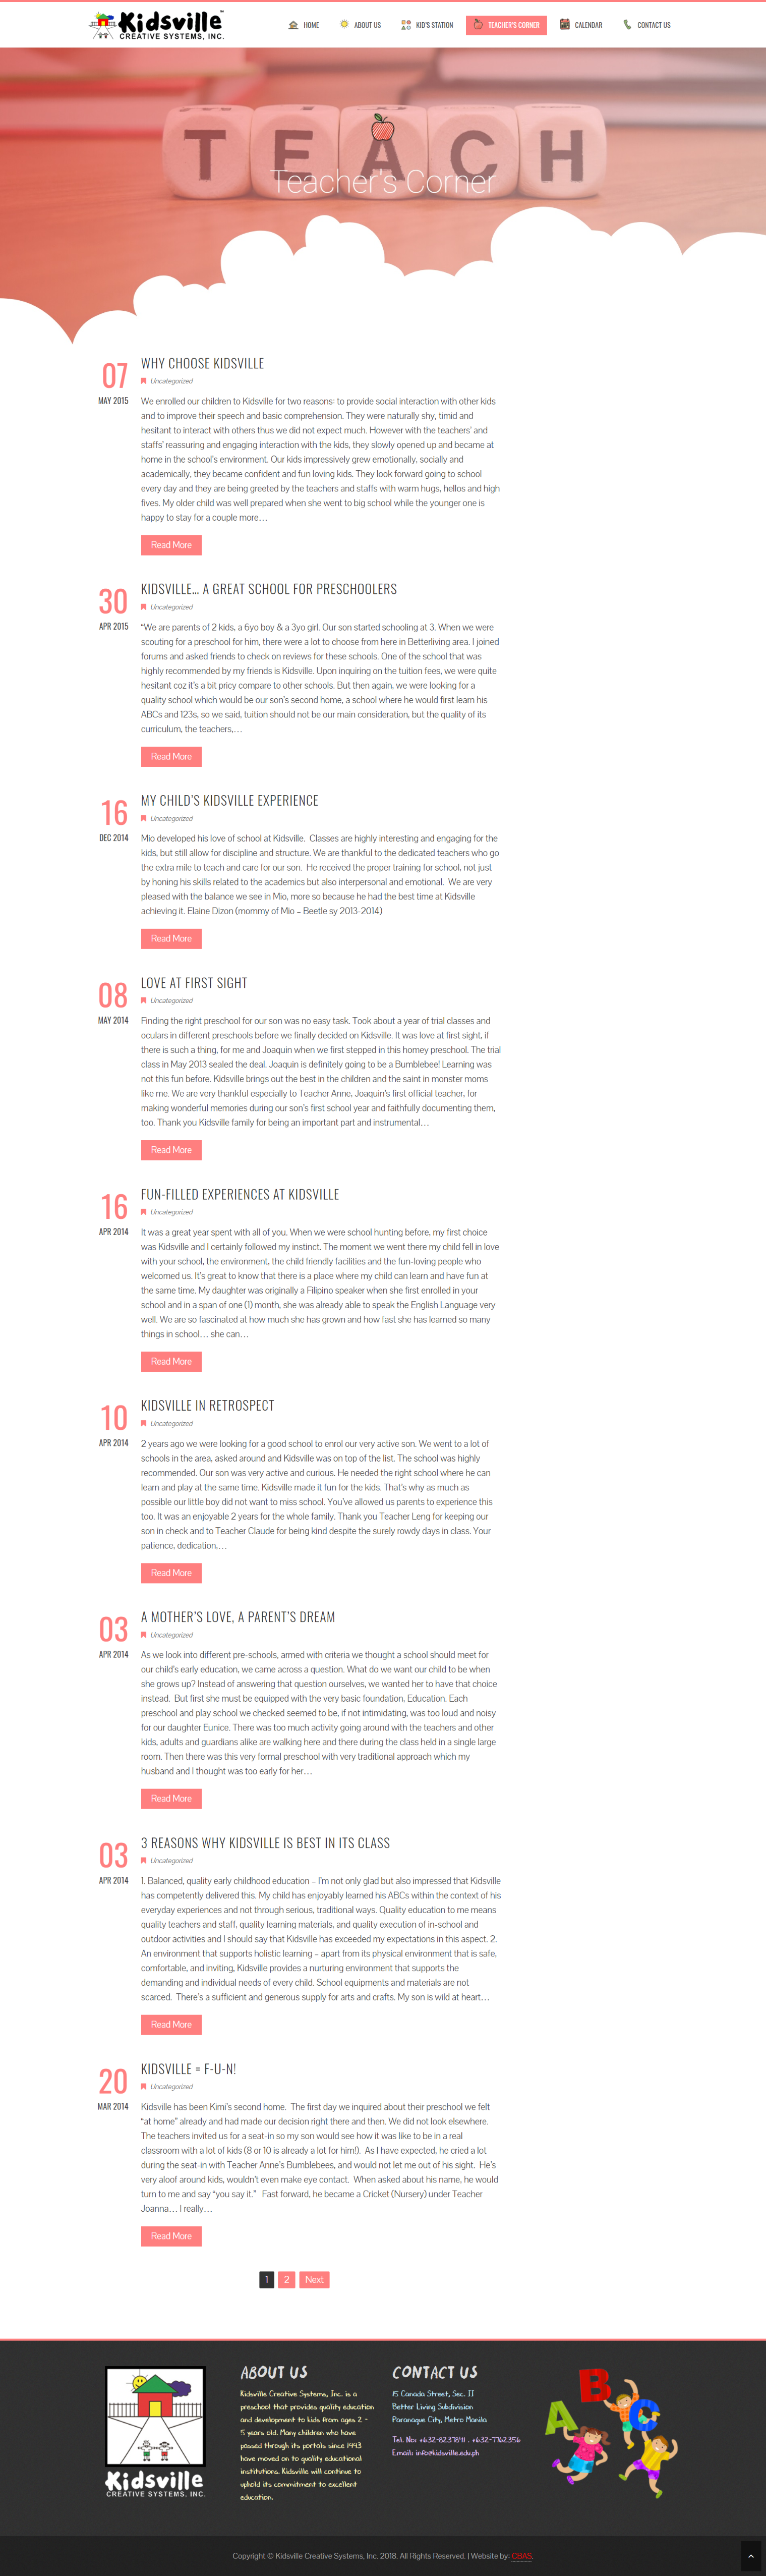 Kidsville™
CREATIVE SYSTEMS, INC.
HOME
ABOUT US
KID'S STATION
TEACHER'S CORNER
CALENDAR
CONTACT US
TEACH
Teacher's Corner
07
MAY 2015
WHY CHOOSE KIDSVILLE
Uncategorized
We enrolled our children to Kidsville for two reasons: to provide social interaction with other kids
and to improve their speech and basic comprehension. They were naturally shy, timid and
hesitant to interact with others thus we did not expect much. However with the teachers' and
staffs' reassuring and engaging interaction with the kids, they slowly opened up and became at
home in the school's environment. Our kids impressively grew emotionally, socially and
academically, they became confident and fun loving kids. They look forward going to school
every day and they are being greeted by the teachers and staffs with warm hugs, hellos and high
fives. My older child was well prepared when she went to big school while the younger one is
happy to stay for a couple more…
Read More
30
APR 2015
KIDSVILLE… A GREAT SCHOOL FOR PRESCHOOLERS
Uncategorized
"We are parents of 2 kids, a 6yo boy & a 3yo girl. Our son started schooling at 3. When we were
scouting for a preschool for him, there were a lot to choose from here in Betterliving area. I joined
forums and asked friends to check on reviews for these schools. One of the school that was
highly recommended by my friends is Kidsville. Upon inquiring on the tuition fees, we were quite
hesitant coz it's a bit pricy compare to other schools. But then again, we were looking for a
quality school which would be our son's second home, a school where he would first learn his
ABCs and 123s, so we said, tuition should not be our main consideration, but the quality of its
curriculum, the teachers,…
Read More
16
DEC 2014
MY CHILD'S KIDSVILLE EXPERIENCE
Uncategorized
Mio developed his love of school at Kidsville.  Classes are highly interesting and engaging for the
kids, but still allow for discipline and structure. We are thankful to the dedicated teachers who go
the extra mile to teach and care for our son.  He received the proper training for school, not just
by honing his skills related to the academics but also interpersonal and emotional.  We are very
pleased with the balance we see in Mio, more so because he had the best time at Kidsville
achieving it. Elaine Dizon (mommy of Mio – Beetle sy 2013-2014)
Read More
08
MAY 2014
LOVE AT FIRST SIGHT
Uncategorized
Finding the right preschool for our son was no easy task. Took about a year of trial classes and
oculars in different preschools before we finally decided on Kidsville. It was love at first sight, if
there is such a thing, for me and Joaquin when we first stepped in this homey preschool. The trial
class in May 2013 sealed the deal. Joaquin is definitely going to be a Bumblebee! Learning was
not this fun before. Kidsville brings out the best in the children and the saint in monster moms
like me. We are very thankful especially to Teacher Anne, Joaquin's first official teacher, for
making wonderful memories during our son's first school year and faithfully documenting them,
too. Thank you Kidsville family for being an important part and instrumental…
Read More
16
APR 2014
FUN-FILLED EXPERIENCES AT KIDSVILLE
Uncategorized
It was a great year spent with all of you. When we were school hunting before, my first choice
was Kidsville and I certainly followed my instinct. The moment we went there my child fell in love
with your school, the environment, the child friendly facilities and the fun-loving people who
welcomed us. It's great to know that there is a place where my child can learn and have fun at
the same time. My daughter was originally a Filipino speaker when she first enrolled in your
school and in a span of one (1) month, she was already able to speak the English Language very
well. We are so fascinated at how much she has grown and how fast she has learned so many
things in school… she can…
Read More
10
APR 2014
KIDSVILLE IN RETROSPECT
Uncategorized
2 years ago we were looking for a good school to enrol our very active son. We went to a lot of
schools in the area, asked around and Kidsville was on top of the list. The school was highly
recommended. Our son was very active and curious. He needed the right school where he can
learn and play at the same time. Kidsville made it fun for the kids. That's why as much as
possible our little boy did not want to miss school. You've allowed us parents to experience this
too. It was an enjoyable 2 years for the whole family. Thank you Teacher Leng for keeping our
son in check and to Teacher Claude for being kind despite the surely rowdy days in class. Your
patience, dedication,…
Read More
03
APR 2014
A MOTHER'S LOVE, A PARENT'S DREAM
Uncategorized
As we look into different pre-schools, armed with criteria we thought a school should meet for
our child's early education, we came across a question. What do we want our child to be when
she grows up? Instead of answering that question ourselves, we wanted her to have that choice
instead.  But first she must be equipped with the very basic foundation, Education. Each
preschool and play school we checked seemed to be, if not intimidating, was too loud and noisy
for our daughter Eunice. There was too much activity going around with the teachers and other
kids, adults and guardians alike are walking here and there during the class held in a single large
room. Then there was this very formal preschool with very traditional approach which my
husband and I thought was too early for her…
Read More
03
APR 2014
3 REASONS WHY KIDSVILLE IS BEST IN ITS CLASS
Uncategorized
1. Balanced, quality early childhood education – I'm not only glad but also impressed that Kidsville
has competently delivered this. My child has enjoyably learned his ABCs within the context of his
everyday experiences and not through serious, traditional ways. Quality education to me means
quality teachers and staff, quality learning materials, and quality execution of in-school and
outdoor activities and I should say that Kidsville has exceeded my expectations in this aspect. 2.
An environment that supports holistic learning – apart from its physical environment that is safe,
comfortable, and inviting, Kidsville provides a nurturing environment that supports the
demanding and individual needs of every child. School equipments and materials are not
scarced.  There's a sufficient and generous supply for arts and crafts. My son is wild at heart…
Read More
20
MAR 2014
KIDSVILLE = F-U-N!
Uncategorized
Kidsville has been Kimi's second home.  The first day we inquired about their preschool we felt
"at home" already and had made our decision right there and then. We did not look elsewhere.
The teachers invited us for a seat-in so my son would see how it was like to be in a real
classroom with a lot of kids (8 or 10 is already a lot for him!).  As I have expected, he cried a lot
during the seat-in with Teacher Anne's Bumblebees, and would not let me out of his sight.  He's
very aloof around kids, wouldn't even make eye contact.  When asked about his name, he would
turn to me and say "you say it."   Fast forward, he became a Cricket (Nursery) under Teacher
Joanna… I really…
Read More
1 2 Next
Kidsville
CREATIVE SYSTEMS, INC.
ABOUT US
Kidsville Creative Systems, Inc. is a
preschool that provides quality education
and development to kids from ages 2 –
5 years old. Many children who have
passed through its portals since 1993
have moved on to quality educational
institutions. Kidsville will continue to
uphold its commitment to excellent
education.
CONTACT US
15 Canada Street, Sec. II
Better Living Subdivision
Paranaque City, Metro Manila
Tel. No: +632-8237841 . +632-7762356
Email: info@kidsville.edu.ph
A B C
Copyright © Kidsville Creative Systems, Inc. 2018. All Rights Reserved. | Website by: CBAS.